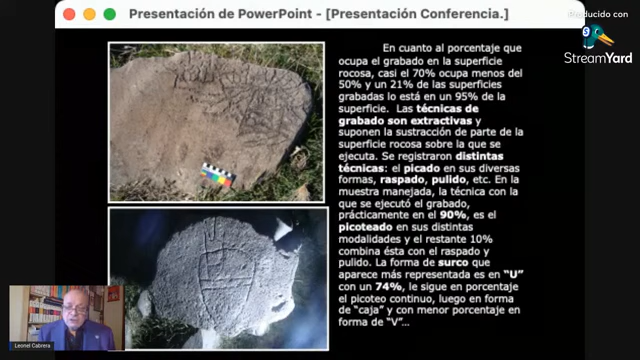 Presentación de PowerPoint - [Presentación Conferencia.]
Producido con
StreamYard
En cuanto al porcentaje que
ocupa el grabado en la superficie
rocosa, casi el 70% ocupa menos del
50% y un 21% de las superficies
grabadas lo está en un 95% de la
superficie. Las técnicas de
grabado son extractivas y
suponen la sustracción de parte de la
superficie rocosa sobre la que se
ejecuta. Se registraron distintas
técnicas: el picado en sus diversas
formas, raspado, pulido, etc. En la
muestra manejada, la técnica con la
que se ejecutó el grabado,
prácticamente en el 90%, es el
picoteado en sus distintas
modalidades y el restante 10%
combina ésta con el raspado y
pulido. La forma de surco que
aparece más representada es en "U"
con un 74%, le sigue en porcentaje
el picoteo continuo, luego en forma
de "caja" y con menor porcentaje en
forma de "V"...
Leonel Cabrera